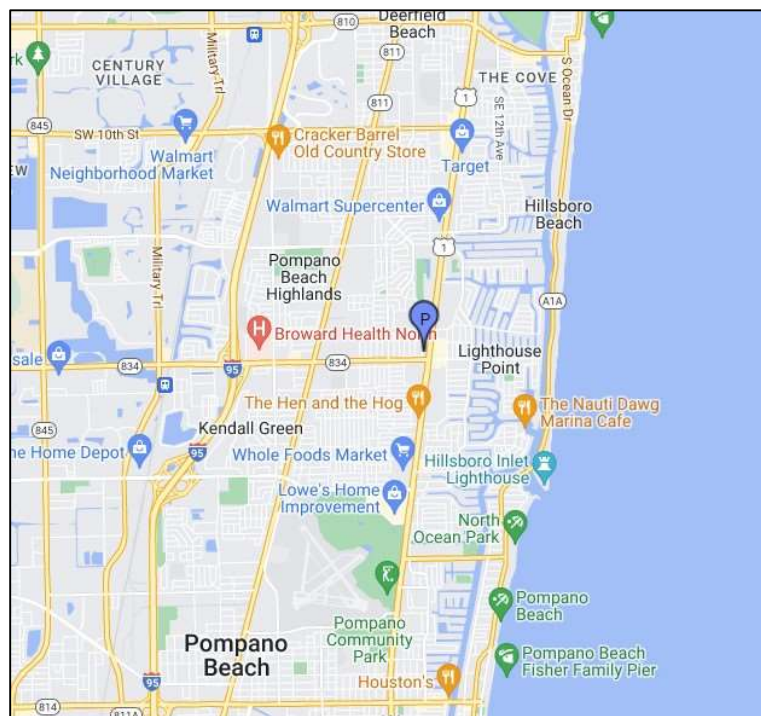 810
Deerfield
Beach
811
CENTURY
VILLAGE
Military Trl
THE COVE
S Ocean Dr
811
1
SE 12th Ave
845
SW 10th St
Cracker Barrel
Old Country Store
Walmart
Neighborhood Market
Target
Walmart Supercenter
Hillsboro
Beach
1
Military Trl
Pompano
Beach
Highlands
A1A
P
H
Broward Health North
Lighthouse
Point
834
95
834
The Hen and the Hog
The Nauti Dawg
Marina Cafe
845
Kendall Green
95
Whole Foods Market
Home Depot
Hillsboro Inlet
Lighthouse
Lowe's Home
Improvement
North
Ocean Park
Pompano
Beach
Pompano
Community
Park
Pompano
Beach
Pompano Beach
Fisher Family Pier
95
Houston's
814
811A